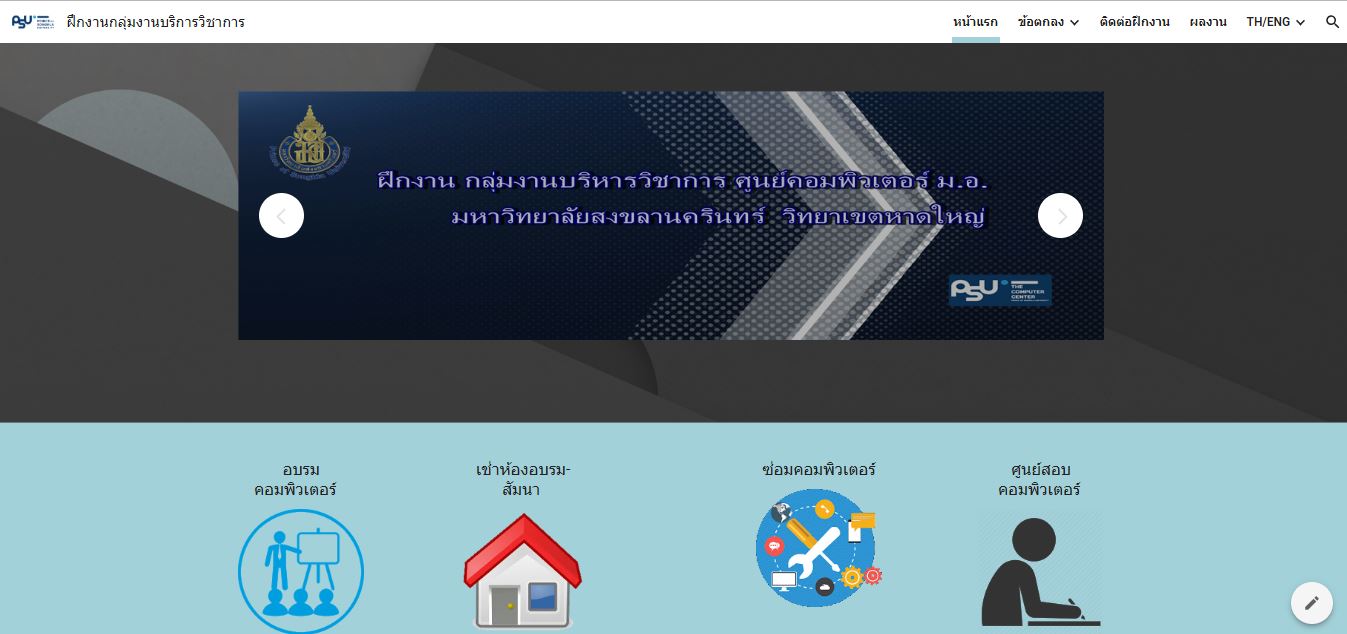 PSU
ฝึกงานกลุ่มงานบริการวิชาการ
หน้าแรก
ข้อตกลง
ติดต่อฝึกงาน
ผลงาน
TH/ENG
ฝึกงาน กลุ่มงานบริหารวิชาการ ศูนย์คอมพิวเตอร์ ม.อ.
มหาวิทยาลัยสงขลานครินทร์ วิทยาเขตหาดใหญ่
PSU
THE
COMPUTER
CENTER
อบรม
คอมพิวเตอร์
เช่าห้องอบรม-
สัมนา
ซ่อมคอมพิวเตอร์
ศูนย์สอบ
คอมพิวเตอร์